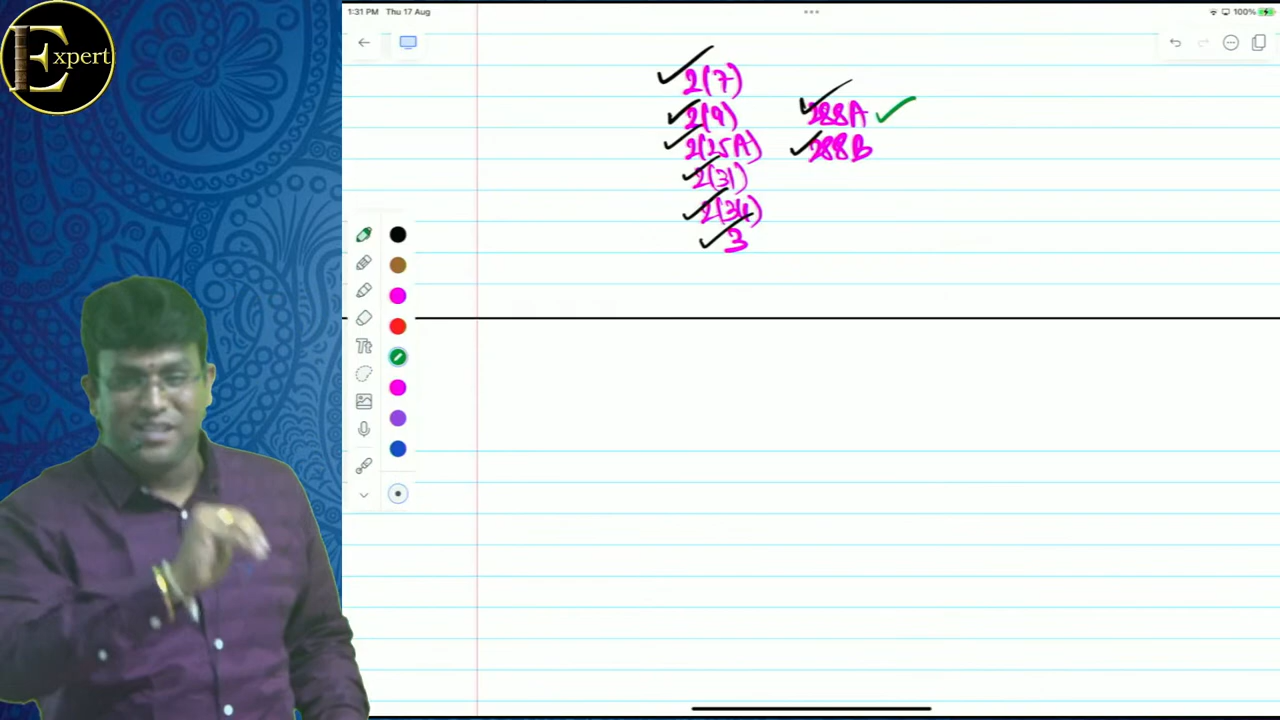 Expert
1:31 PM Thu 17 Aug
100%
2(7)
2(9)
2(25A)
2(31)
2(34)
3
288A
288B
Tt